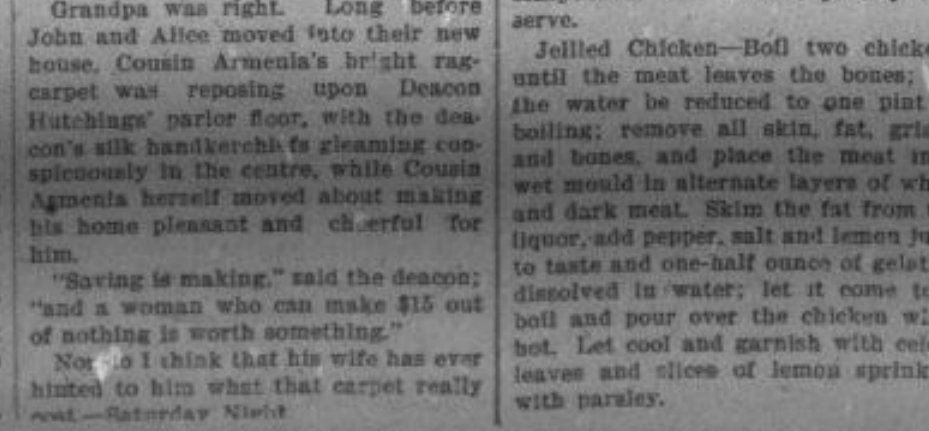 Grandpa was right. Long before
John and Alice moved into their new
house, Cousin Armenia's bright rag-
carpet was reposing upon Deacon
Hutchings' parlor floor, with the dea-
con's silk handkerchiefs gleaming con-
spicuously in the centre, while Cousin
Armenia herself moved about making
his home pleasant and cheerful for
him.
"Saving is making," said the deacon;
"and a woman who can make $15 out
of nothing is worth something."
Nor do I think that his wife has ever
hinted to him what that carpet really
cost.—Saturday Night
serve.
Jellied Chicken—Boil two chick
until the meat leaves the bones;
the water be reduced to one pint
boiling; remove all skin, fat, gris
and bones, and place the meat in
wet mould in alternate layers of wh
and dark meat. Skim the fat from
liquor, add pepper, salt and lemon ju
to taste and one-half ounce of gelat
dissolved in water; let it come to
boil and pour over the chicken wh
hot. Let cool and garnish with cele
leaves and slices of lemon sprink
with parsley.